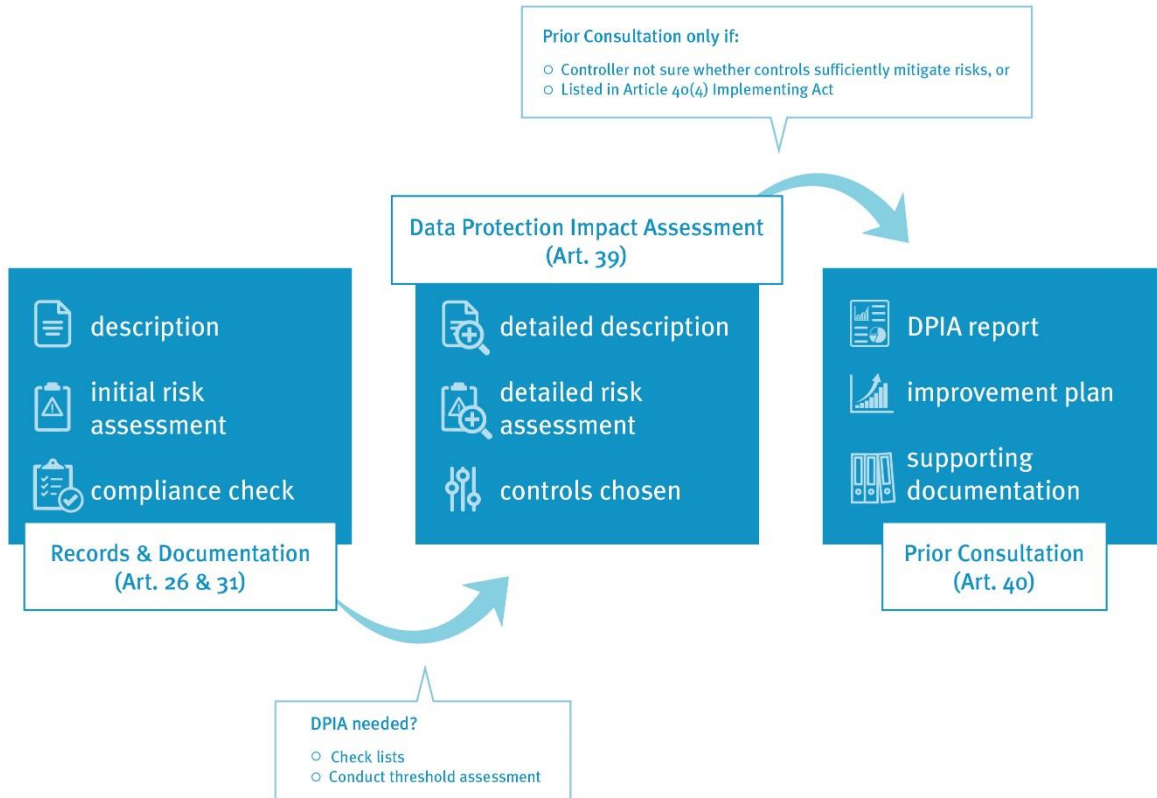 Prior Consultation only if:
○ Controller not sure whether controls sufficiently mitigate risks, or
○ Listed in Article 40(4) Implementing Act
Data Protection Impact Assessment
(Art. 39)
description
initial risk
assessment
compliance check
Records & Documentation
(Art. 26 & 31)
detailed description
detailed risk
assessment
controls chosen
DPIA report
improvement plan
supporting
documentation
Prior Consultation
(Art. 40)
DPIA needed?
○ Check lists
○ Conduct threshold assessment